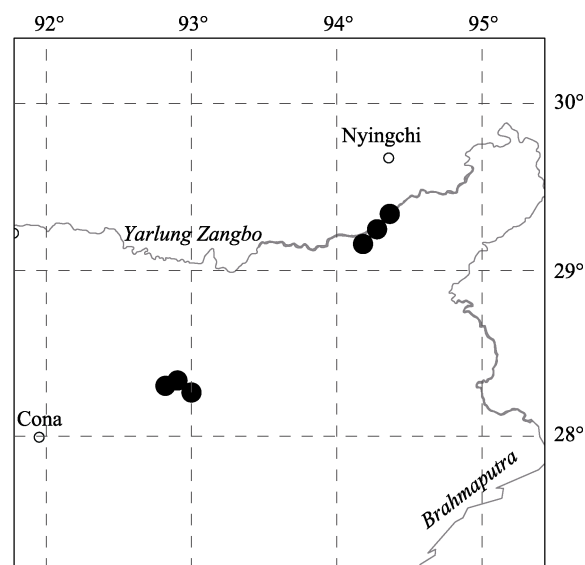 92° 93° 94° 95°
30°
Nyingchi
Yarlung Zangbo
29°
Cona
28°
Brahmaputra